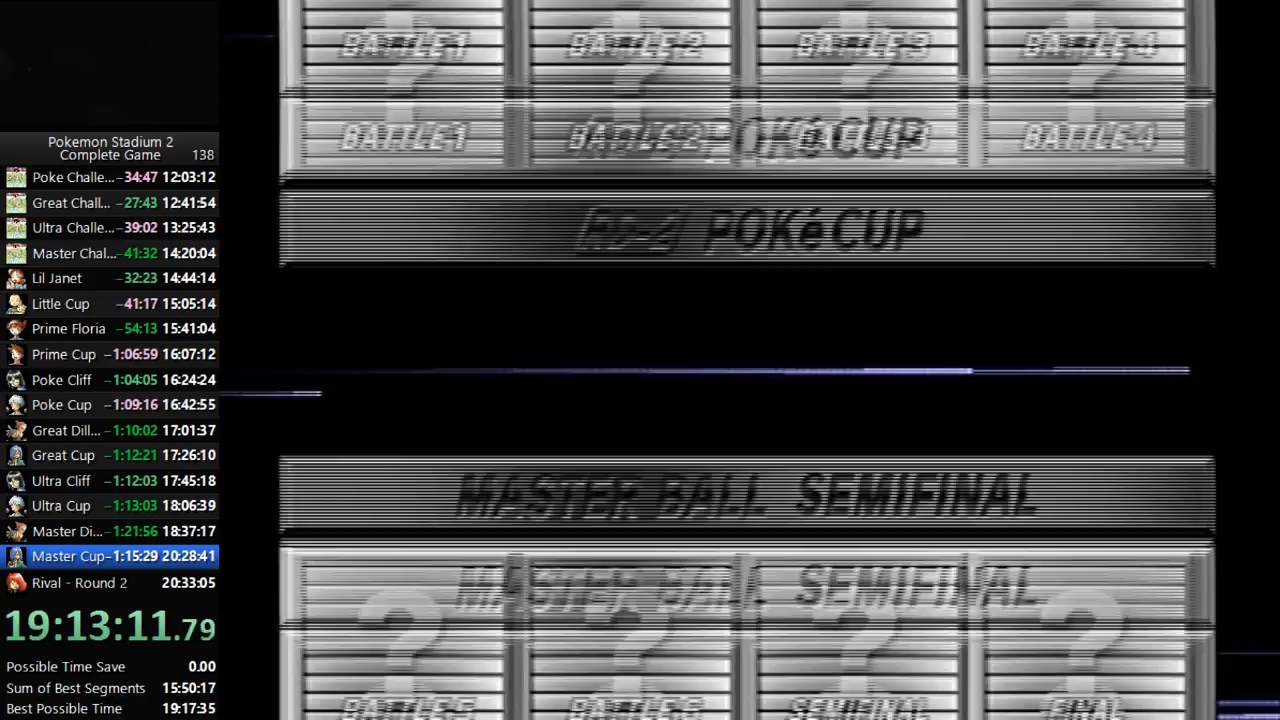 BATTLE 1 BATTLE 2 BATTLE 3 BATTLE 4
BATTLE 1 BATTLE 2 POKéCUP BATTLE 4
RD-2 POKéCUP
MASTER BALL SEMIFINAL
MASTER BALL SEMIFINAL
? ? ? ?
SEMIFINAL FINAL
Pokemon Stadium 2
Complete Game 138
Poke Challe... −34:47 12:03:12
Great Chall... −27:43 12:41:54
Ultra Challe... −39:02 13:25:43
Master Chal... −41:32 14:20:04
Lil Janet −32:23 14:44:14
Little Cup −41:17 15:05:14
Prime Floria −54:13 15:41:04
Prime Cup −1:06:59 16:07:12
Poke Cliff −1:04:05 16:24:24
Poke Cup −1:09:16 16:42:55
Great Dill... −1:10:02 17:01:37
Great Cup −1:12:21 17:26:10
Ultra Cliff −1:12:03 17:45:18
Ultra Cup −1:13:03 18:06:39
Master Di... −1:21:56 18:37:17
Master Cup −1:15:29 20:28:41
Rival - Round 2 20:33:05
19:13:11.79
Possible Time Save 0.00
Sum of Best Segments 15:50:17
Best Possible Time 19:17:35